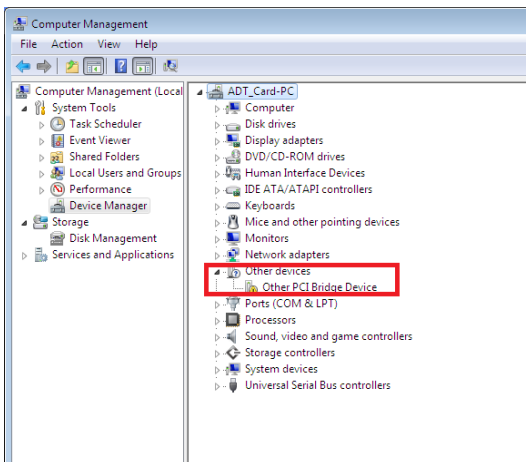 Computer Management
File Action View Help
Computer Management (Local
System Tools
Task Scheduler
Event Viewer
Shared Folders
Local Users and Groups
Performance
Device Manager
Storage
Disk Management
Services and Applications
ADT_Card-PC
Computer
Disk drives
Display adapters
DVD/CD-ROM drives
Human Interface Devices
IDE ATA/ATAPI controllers
Keyboards
Mice and other pointing devices
Monitors
Network adapters
Other devices
Other PCI Bridge Device
Ports (COM & LPT)
Processors
Sound, video and game controllers
Storage controllers
System devices
Universal Serial Bus controllers